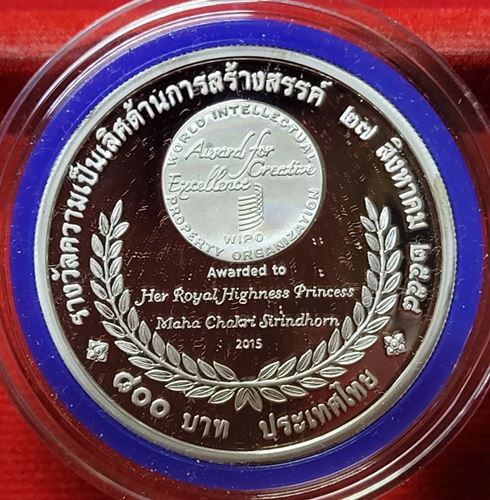 รางวัลความเป็นเลิศด้านการสร้างสรรค์ ๒๗ สิงหาคม ๒๕๕๘
WORLD INTELLECTUAL
PROPERTY ORGANIZATION
Award for
Creative
Excellence
WIPO
Awarded to
Her Royal Highness Princess
Maha Chakri Sirindhorn
2015
๘๐๐ บาท ประเทศไทย